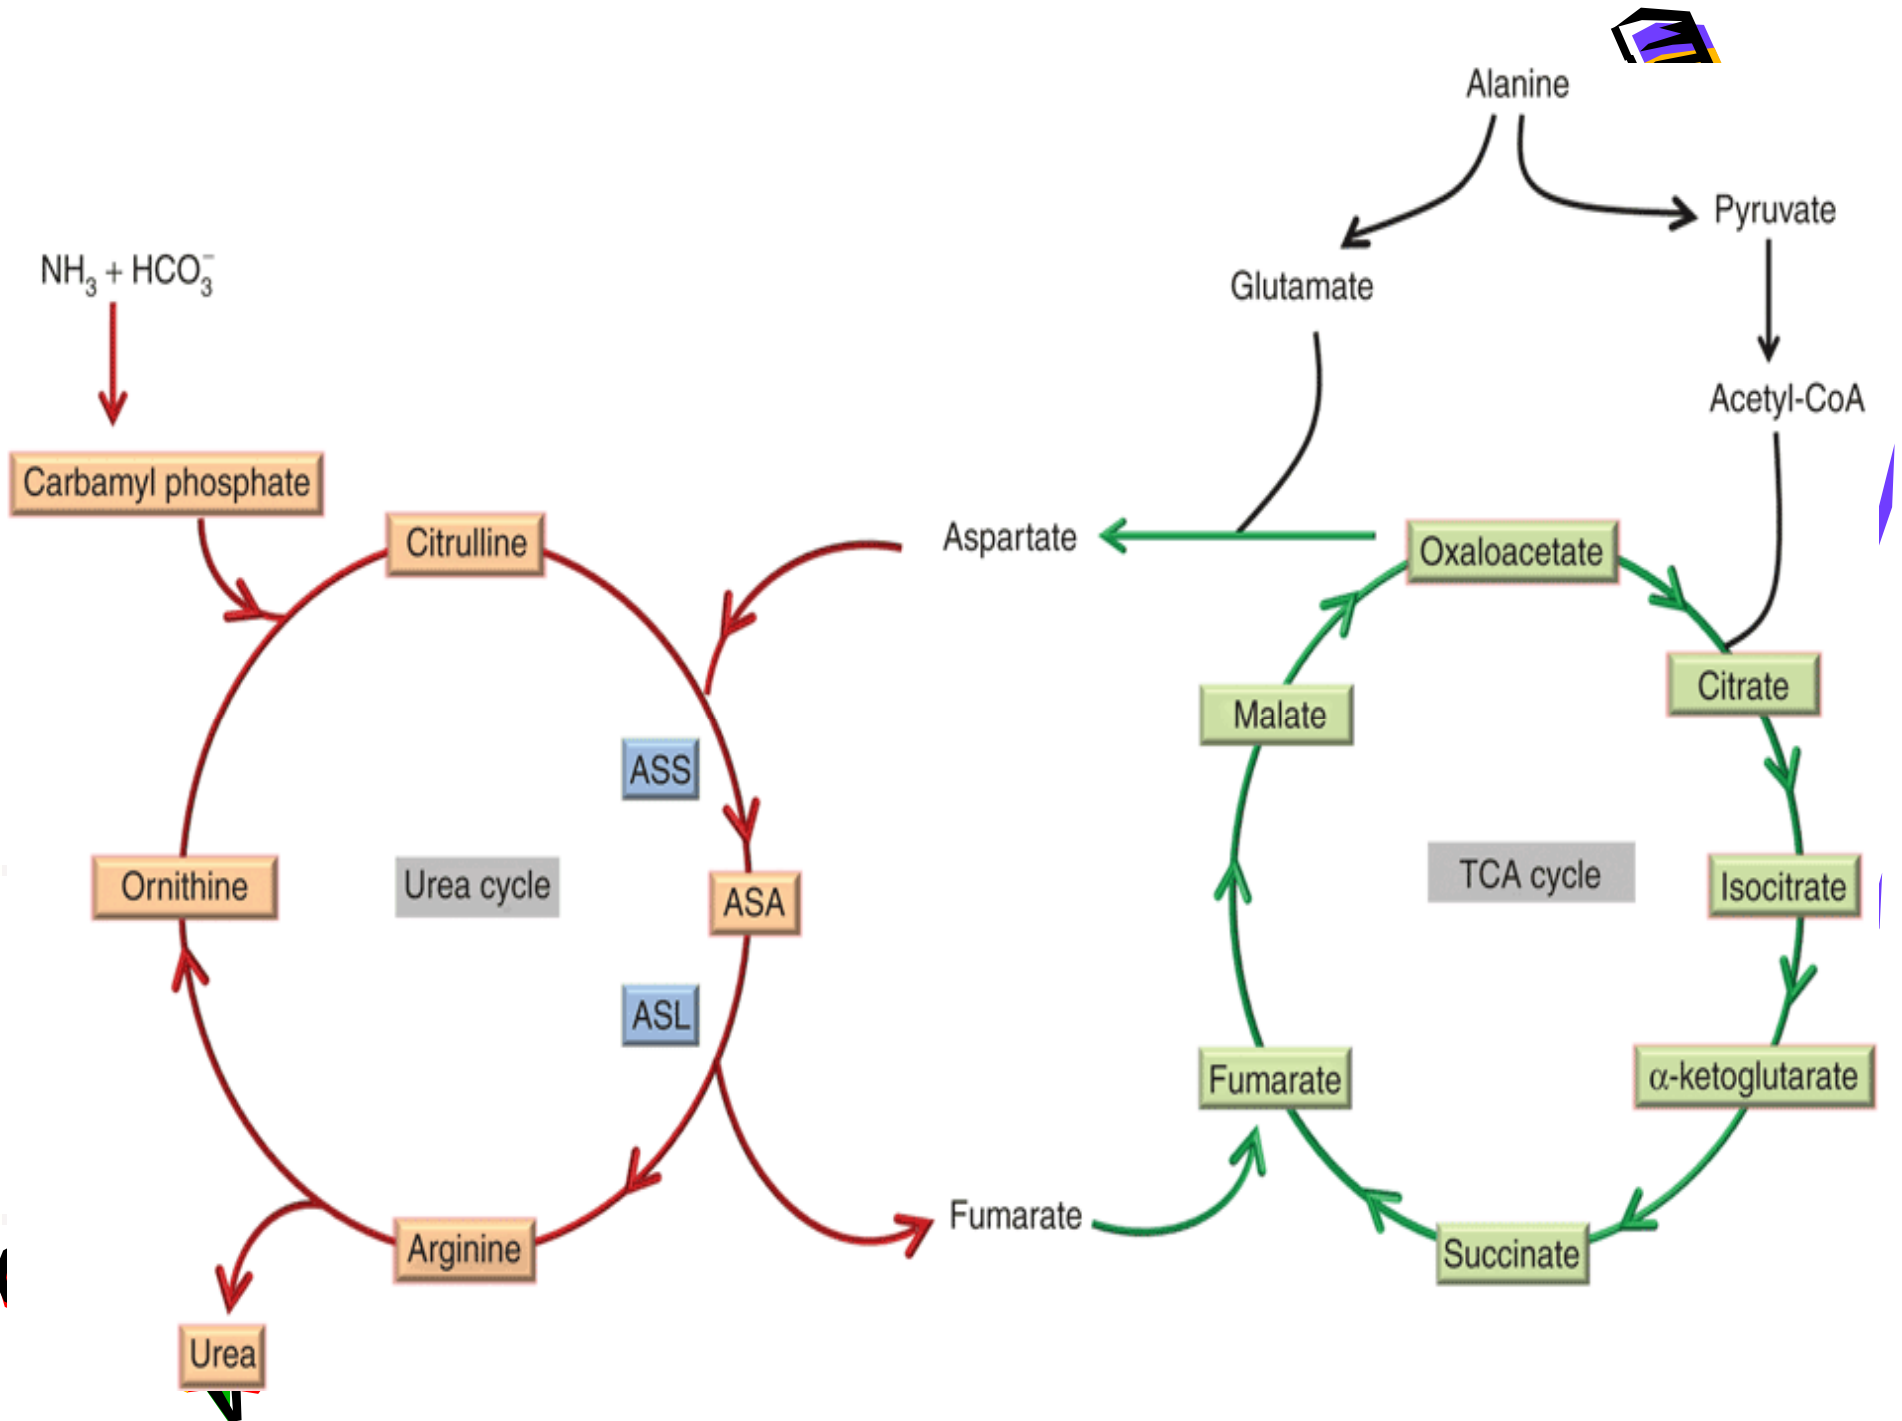 Alanine
Pyruvate
NH3 + HCO3−
Glutamate
Acetyl-CoA
Carbamyl phosphate
Citrulline
Aspartate
Oxaloacetate
Citrate
Malate
ASS
Ornithine
Urea cycle
ASA
TCA cycle
Isocitrate
ASL
Fumarate
α-ketoglutarate
Fumarate
Arginine
Succinate
Urea